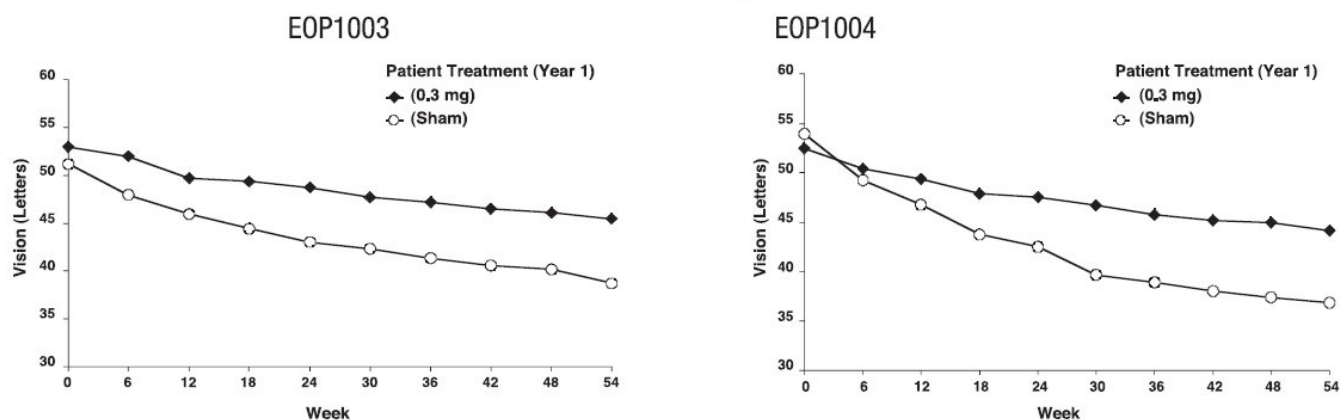 EOP1003
Patient Treatment (Year 1)
(0.3 mg)
(Sham)
Vision (Letters)
60
55
50
45
40
35
30
0 6 12 18 24 30 36 42 48 54
Week
EOP1004
Patient Treatment (Year 1)
(0.3 mg)
(Sham)
Vision (Letters)
60
55
50
45
40
35
30
0 6 12 18 24 30 36 42 48 54
Week